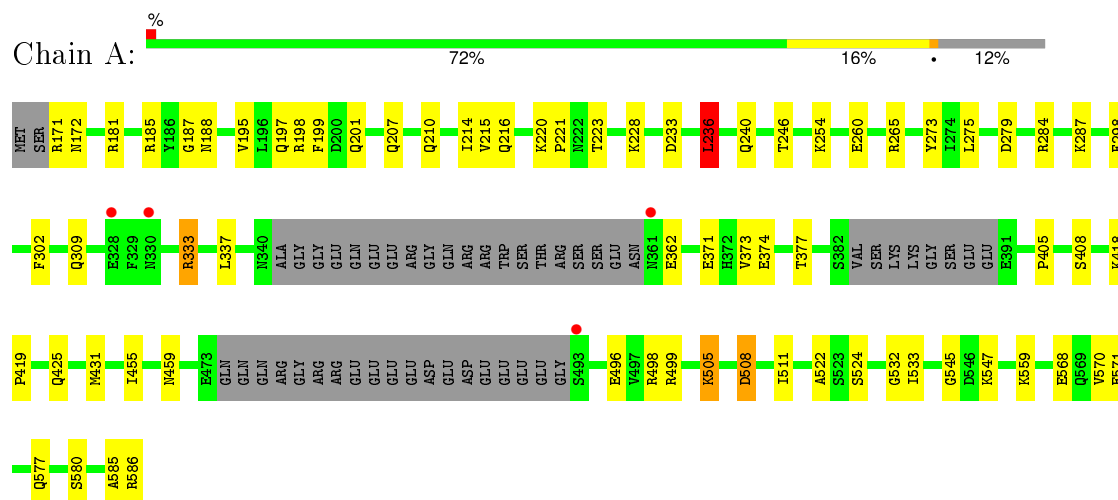 %
Chain A:
72% 16% • 12%
MET SER R171 N172 R181 R185 Y186 G187 N188 V195 L196 Q197 R198 F199 D200 Q201 Q207 Q210 I214 V215 Q216 K220 P221 N222 T223 K228 D233 L236 Q240 T246 K254 E260 R265 Y273 I274 L275 D279 R284 K287 F298
F302 Q309 E328 F329 N330 R333 L337 N340 ALA GLY GLY GLU GLN GLU GLU ARG GLY GLN ARG ARG TRP SER THR ARG SER SER GLU ASN N361 E362 E371 H372 V373 E374 T377 S382 VAL SER LYS LYS GLY SER GLU GLU E391 P405 S408 K418
P419 Q425 M431 I455 N459 E473 GLN GLN GLN ARG GLY ARG ARG GLU GLU GLU GLU ASP GLU ASP GLU GLU GLU GLU GLY S493 E496 V497 R498 R499 K505 D508 I511 A522 S523 S524 G532 I533 G545 D546 K547 K559 E568 Q569 V570 F571
Q577 S580 A585 R586